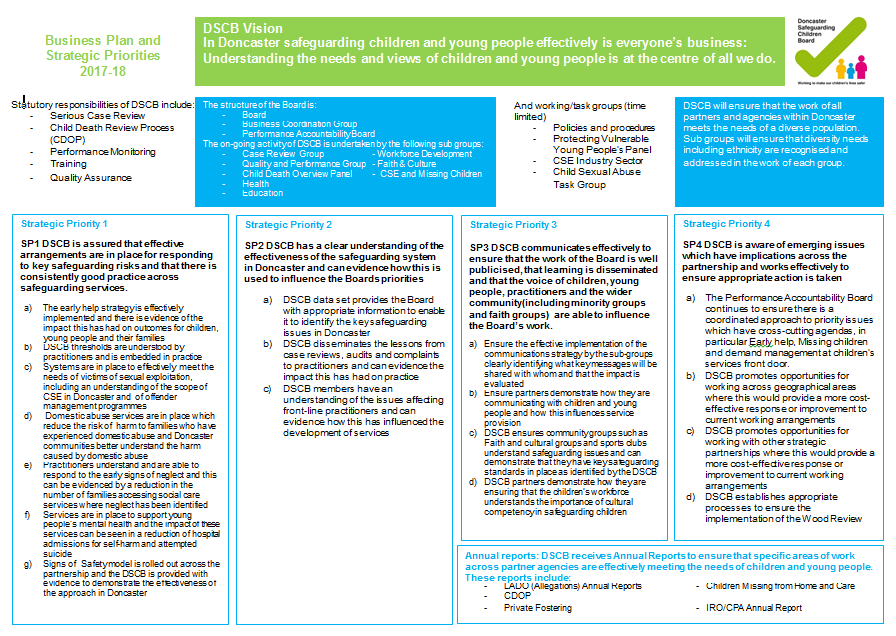 Business Plan and
Strategic Priorities
2017-18
DSCB Vision
In Doncaster safeguarding children and young people effectively is everyone's business:
Understanding the needs and views of children and young people is at the centre of all we do.
Doncaster
Safeguarding
Children
Board
Working to make our children's lives safer
Statutory responsibilities of DSCB include:
- Serious Case Review
- Child Death Review Process
(CDOP)
- Performance Monitoring
- Training
- Quality Assurance
The structure of the Board is:
- Board
- Business Coordination Group
- Performance Accountability Board
The on-going activity of DSCB is undertaken by the following sub groups:
- Case Review Group - Workforce Development
- Quality and Performance Group - Faith & Culture
- Child Death Overview Panel - CSE and Missing Children
- Health
- Education
And working/task groups (time
limited)
- Policies and procedures
- Protecting Vulnerable
Young People's Panel
- CSE Industry Sector
- Child Sexual Abuse
Task Group
DSCB will ensure that the work of all
partners and agencies within Doncaster
meets the needs of a diverse population.
Sub groups will ensure that diversity needs
including ethnicity are recognised and
addressed in the work of each group.
Strategic Priority 1
SP1 DSCB is assured that effective
arrangements are in place for responding
to key safeguarding risks and that there is
consistently good practice across
safeguarding services.
a) The early help strategy is effectively
implemented and there is evidence of the
impact this has had on outcomes for children,
young people and their families
b) DSCB thresholds are understood by
practitioners and is embedded in practice
c) Systems are in place to effectively meet the
needs of victims of sexual exploitation,
including an understanding of the scope of
CSE in Doncaster and of offender
management programmes
d) Domestic abuse services are in place which
reduce the risk of harm to families who have
experienced domestic abuse and Doncaster
communities better understand the harm
caused by domestic abuse
e) Practitioners understand and are able to
respond to the early signs of neglect and this
can be evidenced by a reduction in the
number of families accessing social care
services where neglect has been identified
f) Services are in place to support young
people's mental health and the impact of these
services can be seen in a reduction of hospital
admissions for self-harm and attempted
suicide
g) Signs of Safety model is rolled out across the
partnership and the DSCB is provided with
evidence to demonstrate the effectiveness of
the approach in Doncaster
Strategic Priority 2
SP2 DSCB has a clear understanding of the
effectiveness of the safeguarding system
in Doncaster and can evidence how this is
used to influence the Boards priorities
a) DSCB data set provides the Board
with appropriate information to enable
it to identify the key safeguarding
issues in Doncaster
b) DSCB disseminates the lessons from
case reviews, audits and complaints
to practitioners and can evidence the
impact this has had on practice
c) DSCB members have an
understanding of the issues affecting
front-line practitioners and can
evidence how this has influenced the
development of services
Strategic Priority 3
SP3 DSCB communicates effectively to
ensure that the work of the Board is well
publicised, that learning is disseminated
and that the voice of children, young
people, practitioners and the wider
community(including minority groups
and faith groups) are able to influence
the Board's work.
a) Ensure the effective implementation of the
communications strategy by the sub-groups
clearly identifying what key messages will be
shared with whom and that the impact is
evaluated
b) Ensure partners demonstrate how they are
communicating with children and young
people and how this influences service
provision
c) DSCB ensures community groups such as
Faith and cultural groups and sports clubs
understand safeguarding issues and can
demonstrate that they have key safeguarding
standards in place as identified by the DSCB
d) DSCB partners demonstrate how they are
ensuring that the children's workforce
understands the importance of cultural
competency in safeguarding children
Strategic Priority 4
SP4 DSCB is aware of emerging issues
which have implications across the
partnership and works effectively to
ensure appropriate action is taken
a) The Performance Accountability Board
continues to ensure there is a
coordinated approach to priority issues
which have cross-cutting agendas, in
particular Early help, Missing children
and demand management at children's
services front door.
b) DSCB promotes opportunities for
working across geographical areas
where this would provide a more cost-
effective response or improvement to
current working arrangements
c) DSCB promotes opportunities for
working with other strategic
partnerships where this would provide a
more cost-effective response or
improvement to current working
arrangements
d) DSCB establishes appropriate
processes to ensure the
implementation of the Wood Review
Annual reports: DSCB receives Annual Reports to ensure that specific areas of work
across partner agencies are effectively meeting the needs of children and young people.
These reports include:
- LADO (Allegations) Annual Reports - Children Missing from Home and Care
- CDOP
- Private Fostering - IRO/CPA Annual Report